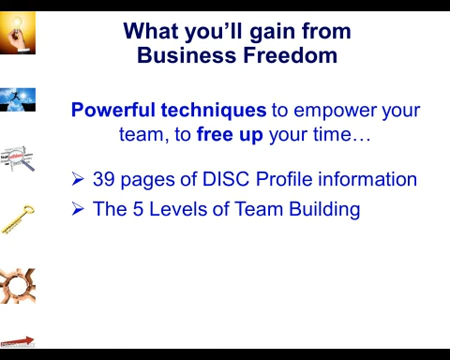 What you'll gain from
Business Freedom
Powerful techniques to empower your
team, to free up your time…
➢ 39 pages of DISC Profile information
➢ The 5 Levels of Team Building